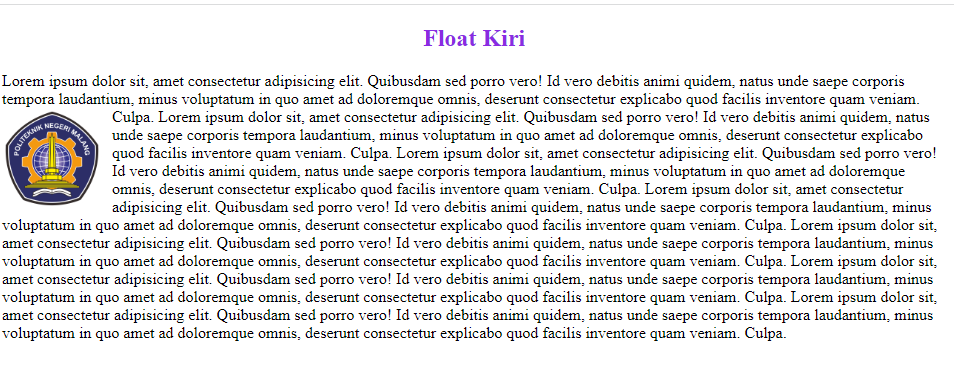 Float Kiri
Lorem ipsum dolor sit, amet consectetur adipisicing elit. Quibusdam sed porro vero! Id vero debitis animi quidem, natus unde saepe corporis
tempora laudantium, minus voluptatum in quo amet ad doloremque omnis, deserunt consectetur explicabo quod facilis inventore quam veniam.
Culpa. Lorem ipsum dolor sit, amet consectetur adipisicing elit. Quibusdam sed porro vero! Id vero debitis animi quidem, natus
unde saepe corporis tempora laudantium, minus voluptatum in quo amet ad doloremque omnis, deserunt consectetur explicabo
quod facilis inventore quam veniam. Culpa. Lorem ipsum dolor sit, amet consectetur adipisicing elit. Quibusdam sed porro vero!
Id vero debitis animi quidem, natus unde saepe corporis tempora laudantium, minus voluptatum in quo amet ad doloremque
omnis, deserunt consectetur explicabo quod facilis inventore quam veniam. Culpa. Lorem ipsum dolor sit, amet consectetur
adipisicing elit. Quibusdam sed porro vero! Id vero debitis animi quidem, natus unde saepe corporis tempora laudantium, minus
POLITEKNIK NEGERI MALANG
voluptatum in quo amet ad doloremque omnis, deserunt consectetur explicabo quod facilis inventore quam veniam. Culpa. Lorem ipsum dolor sit,
amet consectetur adipisicing elit. Quibusdam sed porro vero! Id vero debitis animi quidem, natus unde saepe corporis tempora laudantium, minus
voluptatum in quo amet ad doloremque omnis, deserunt consectetur explicabo quod facilis inventore quam veniam. Culpa. Lorem ipsum dolor sit,
amet consectetur adipisicing elit. Quibusdam sed porro vero! Id vero debitis animi quidem, natus unde saepe corporis tempora laudantium, minus
voluptatum in quo amet ad doloremque omnis, deserunt consectetur explicabo quod facilis inventore quam veniam. Culpa. Lorem ipsum dolor sit,
amet consectetur adipisicing elit. Quibusdam sed porro vero! Id vero debitis animi quidem, natus unde saepe corporis tempora laudantium, minus
voluptatum in quo amet ad doloremque omnis, deserunt consectetur explicabo quod facilis inventore quam veniam. Culpa.